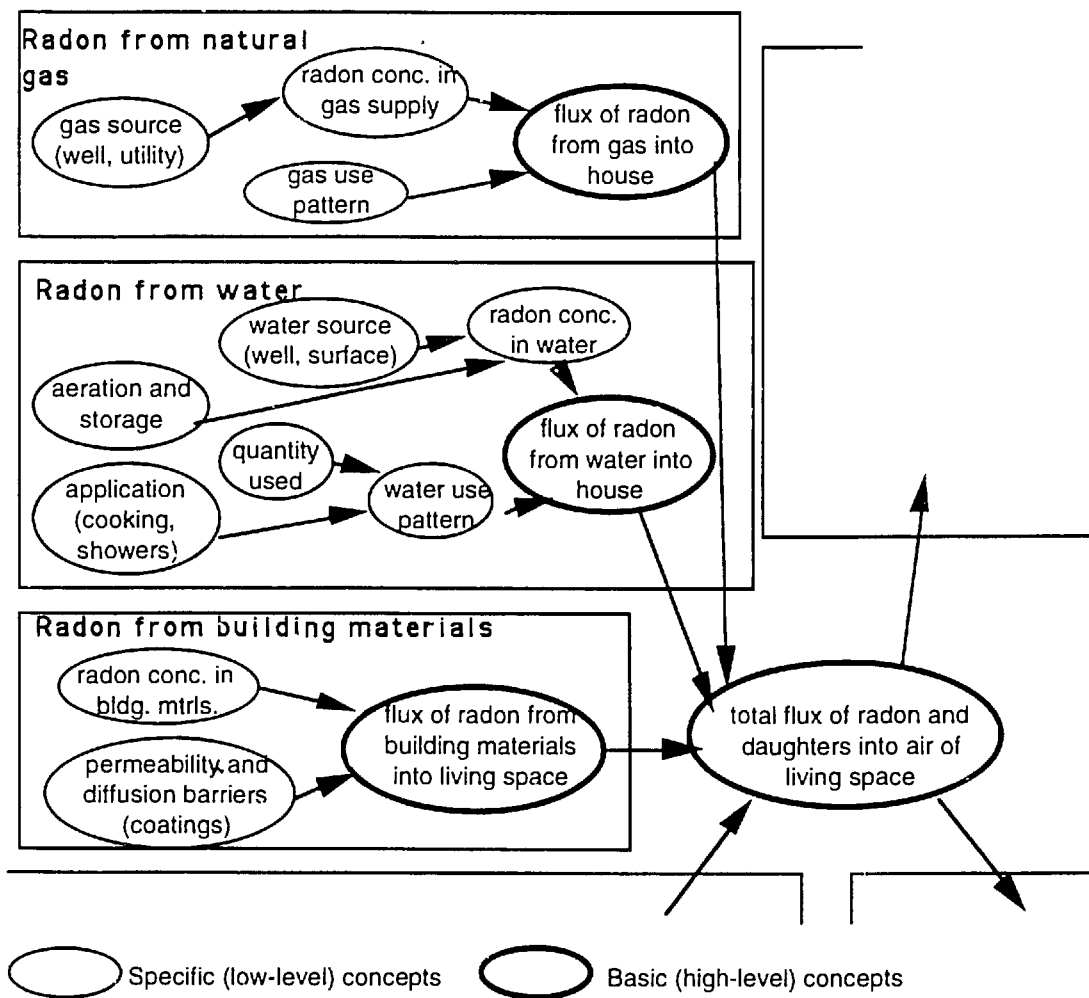 Radon from natural
gas
radon conc. in
gas supply
gas source
(well, utility)
gas use
pattern
flux of radon
from gas into
house
Radon from water
water source
(well, surface)
radon conc.
in water
aeration and
storage
quantity
used
application
(cooking,
showers)
water use
pattern
flux of radon
from water into
house
Radon from building materials
radon conc. in
bldg. mtrls.
permeability and
diffusion barriers
(coatings)
flux of radon from
building materials
into living space
total flux of radon and
daughters into air of
living space
Specific (low-level) concepts
Basic (high-level) concepts